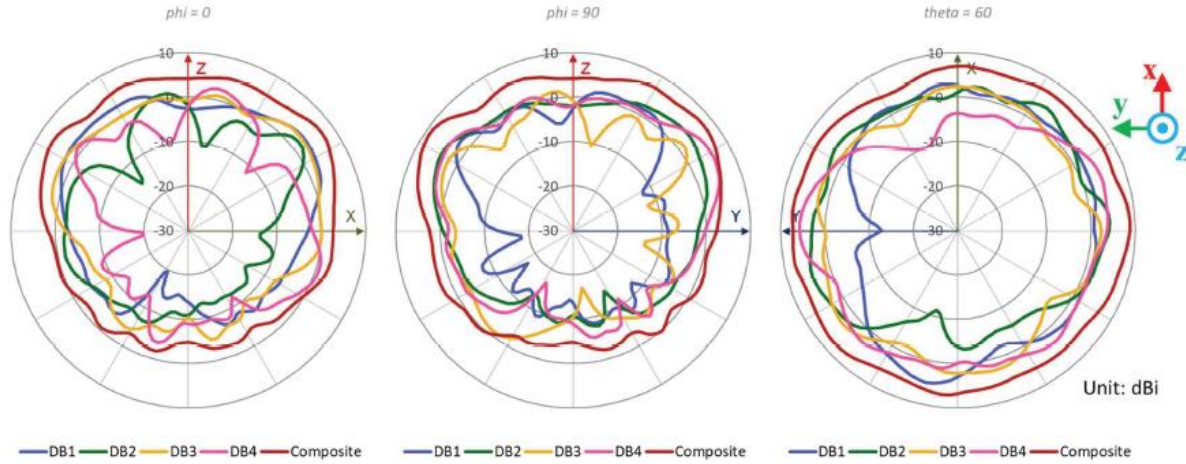 phi = 0
phi = 90
theta = 60
10
Z
0
-10
-20
-30
X
10
Z
0
-10
-20
-30
Y
10
X
0
-10
-20
-30
Y
x
y
z
Unit: dBi
DB1 DB2 DB3 DB4 Composite
DB1 DB2 DB3 DB4 Composite
DB1 DB2 DB3 DB4 Composite